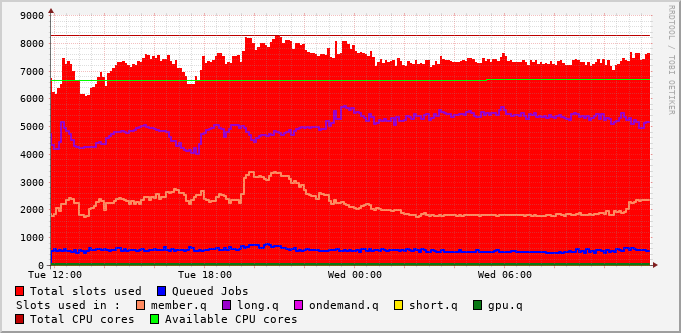 9000
8000
7000
6000
5000
4000
3000
2000
1000
0
Tue 12:00 Tue 18:00 Wed 00:00 Wed 06:00
Total slots used Queued Jobs
Slots used in : member.q long.q ondemand.q short.q gpu.q
Total CPU cores Available CPU cores
RRDTOOL / TOBI OETIKER